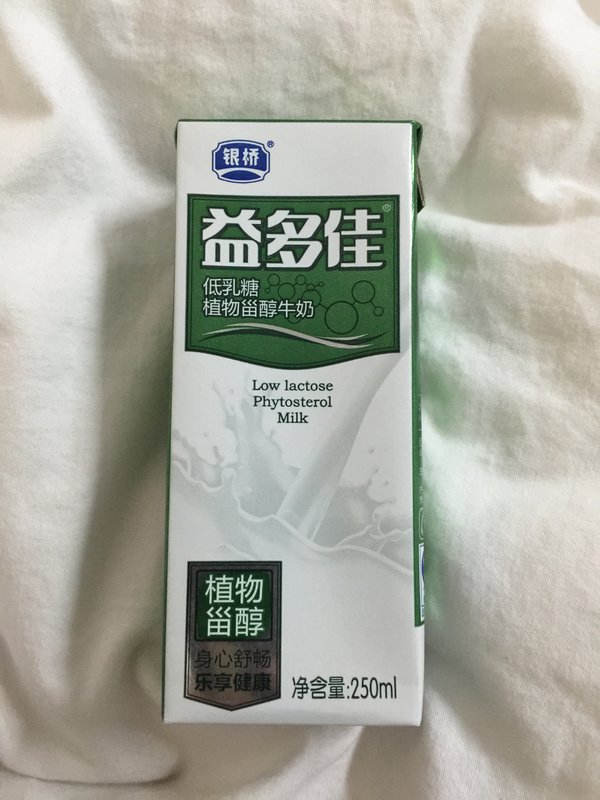 银桥®
益多佳®
低乳糖
植物甾醇牛奶
Low lactose
Phytosterol
Milk
植物
甾醇
身心舒畅
乐享健康
净含量:250ml